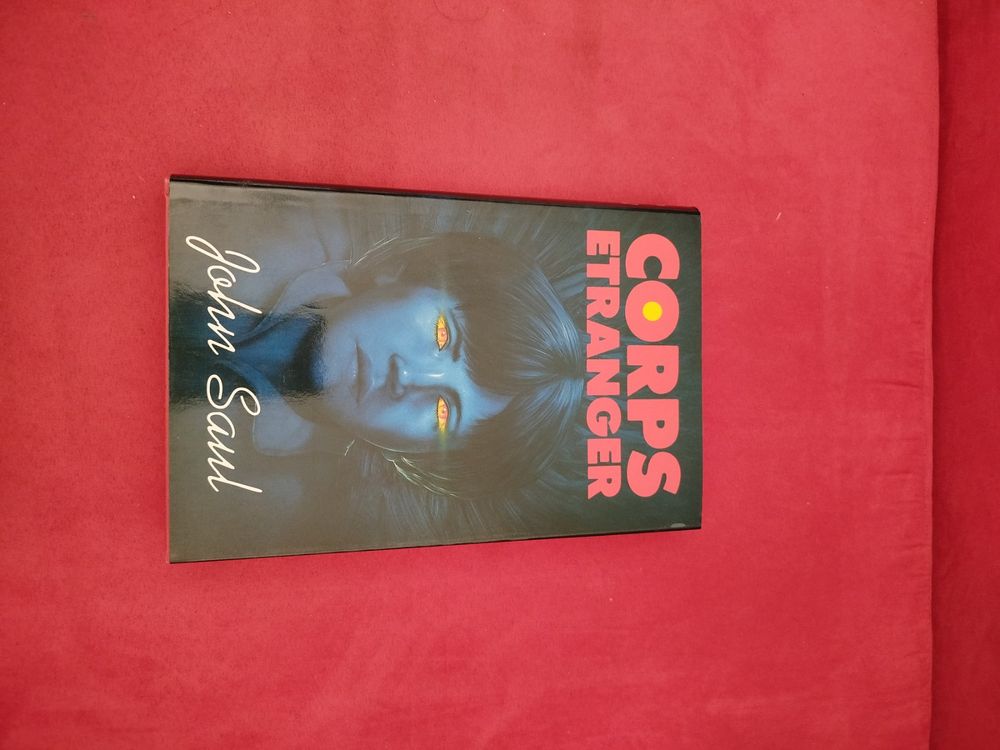 CORPS
ETRANGER
John Saul